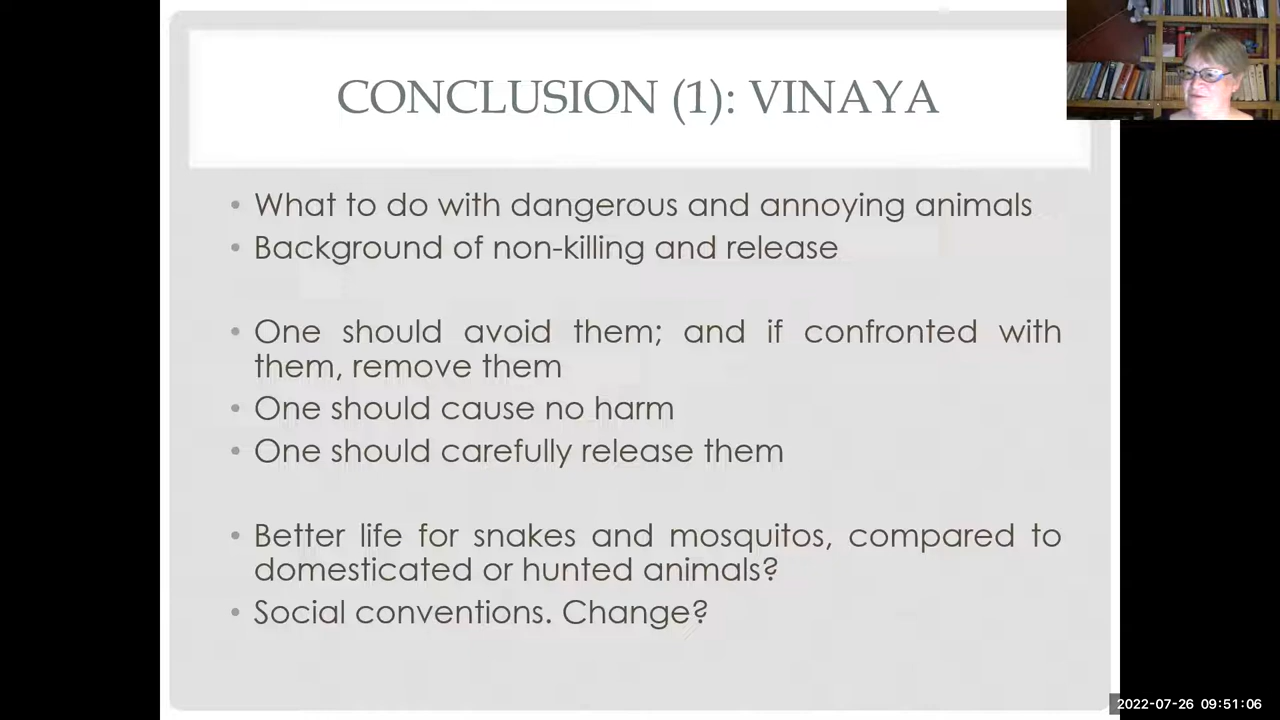 CONCLUSION (1): VINAYA
• What to do with dangerous and annoying animals
• Background of non-killing and release
• One should avoid them; and if confronted with
them, remove them
• One should cause no harm
• One should carefully release them
• Better life for snakes and mosquitos, compared to
domesticated or hunted animals?
• Social conventions. Change?
2022-07-26 09:51:06